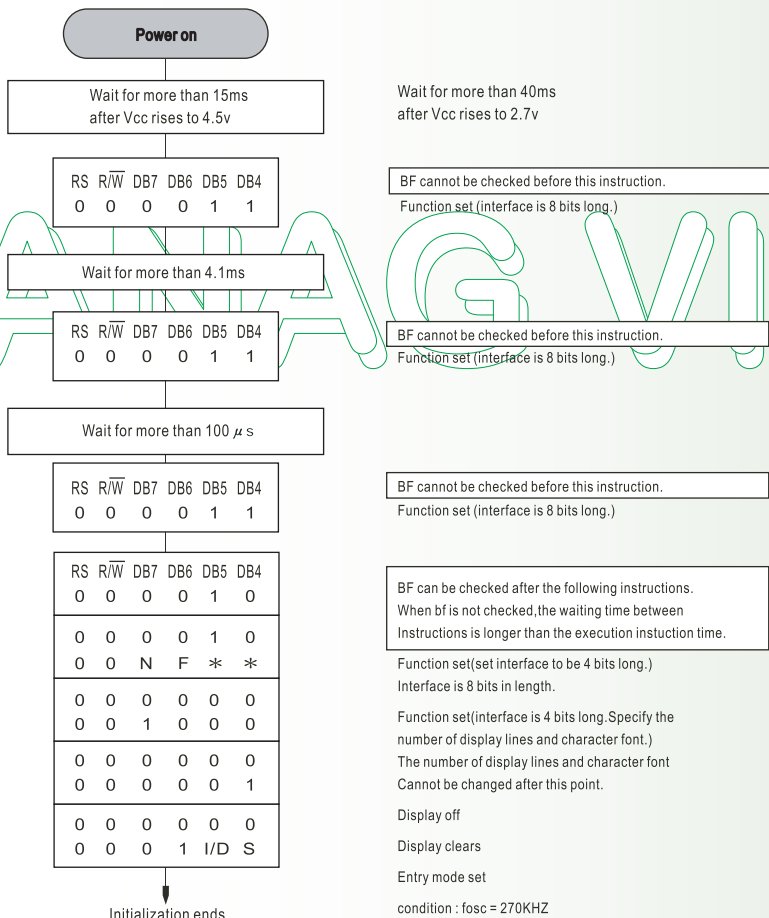 Power on
Wait for more than 15ms
after Vcc rises to 4.5v
Wait for more than 40ms
after Vcc rises to 2.7v
RS R/W̅ DB7 DB6 DB5 DB4
0 0 0 0 1 1
BF cannot be checked before this instruction.
Function set (interface is 8 bits long.)
Wait for more than 4.1ms
RS R/W̅ DB7 DB6 DB5 DB4
0 0 0 0 1 1
BF cannot be checked before this instruction.
Function set (interface is 8 bits long.)
Wait for more than 100 μs
RS R/W̅ DB7 DB6 DB5 DB4
0 0 0 0 1 1
BF cannot be checked before this instruction.
Function set (interface is 8 bits long.)
RS R/W̅ DB7 DB6 DB5 DB4
0 0 0 0 1 0
0 0 0 0 1 0
0 0 N F * *
0 0 0 0 0 0
0 0 1 0 0 0
0 0 0 0 0 0
0 0 0 0 0 1
0 0 0 0 0 0
0 0 0 1 I/D S
Initialization ends
BF can be checked after the following instructions.
When bf is not checked,the waiting time between
Instructions is longer than the execution instuction time.
Function set(set interface to be 4 bits long.)
Interface is 8 bits in length.
Function set(interface is 4 bits long.Specify the
number of display lines and character font.)
The number of display lines and character font
Cannot be changed after this point.
Display off
Display clears
Entry mode set
condition : fosc = 270KHZ